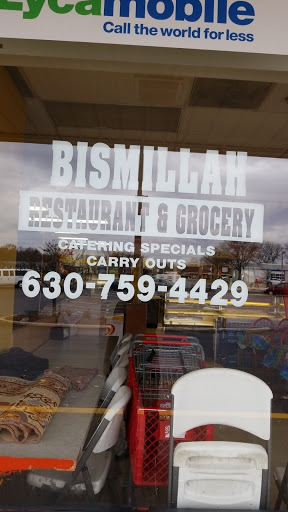 Lycamobile
Call the world for less
BISMILLAH
RESTAURANT & GROCERY
CATERING SPECIALS
CARRY OUTS
630-759-4429